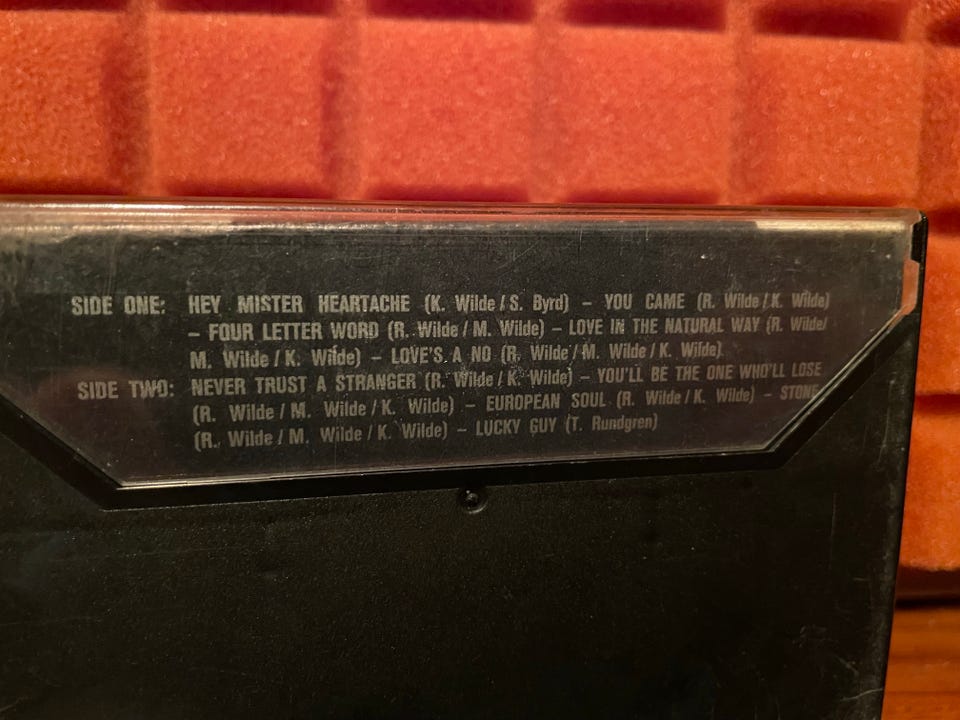 SIDE ONE: HEY MISTER HEARTACHE (K. Wilde / S. Byrd) – YOU CAME (R. Wilde / K. Wilde)
– FOUR LETTER WORD (R. Wilde / M. Wilde) – LOVE IN THE NATURAL WAY (R. Wilde/
M. Wilde / K. Wilde) – LOVE'S A NO (R. Wilde / M. Wilde / K. Wilde)
SIDE TWO: NEVER TRUST A STRANGER (R. Wilde / K. Wilde) – YOU'LL BE THE ONE WHO'LL LOSE
(R. Wilde / M. Wilde / K. Wilde) – EUROPEAN SOUL (R. Wilde / K. Wilde) – STONE
(R. Wilde / M. Wilde / K. Wilde) – LUCKY GUY (T. Rundgren)